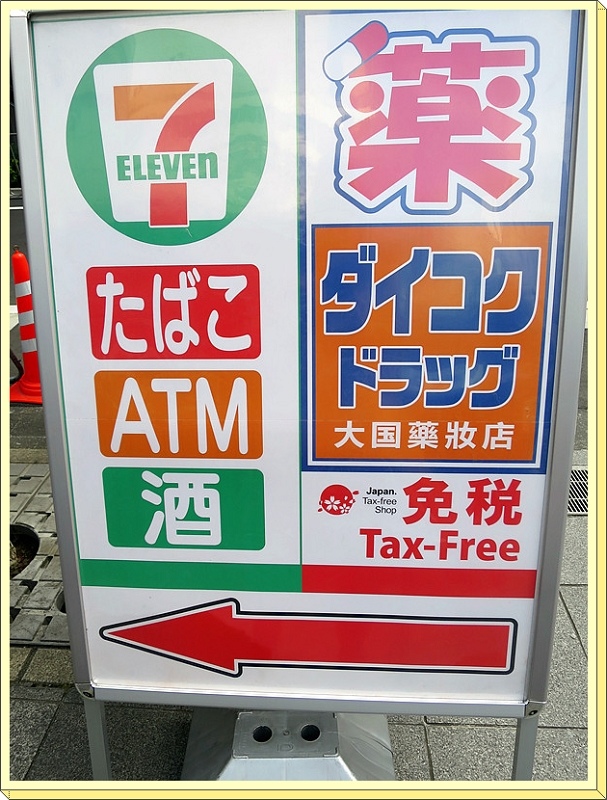 7
ELEVEn
たばこ
ATM
酒
薬
ダイコク
ドラッグ
大国薬妝店
Japan.
Tax-free
Shop
免税
Tax-Free